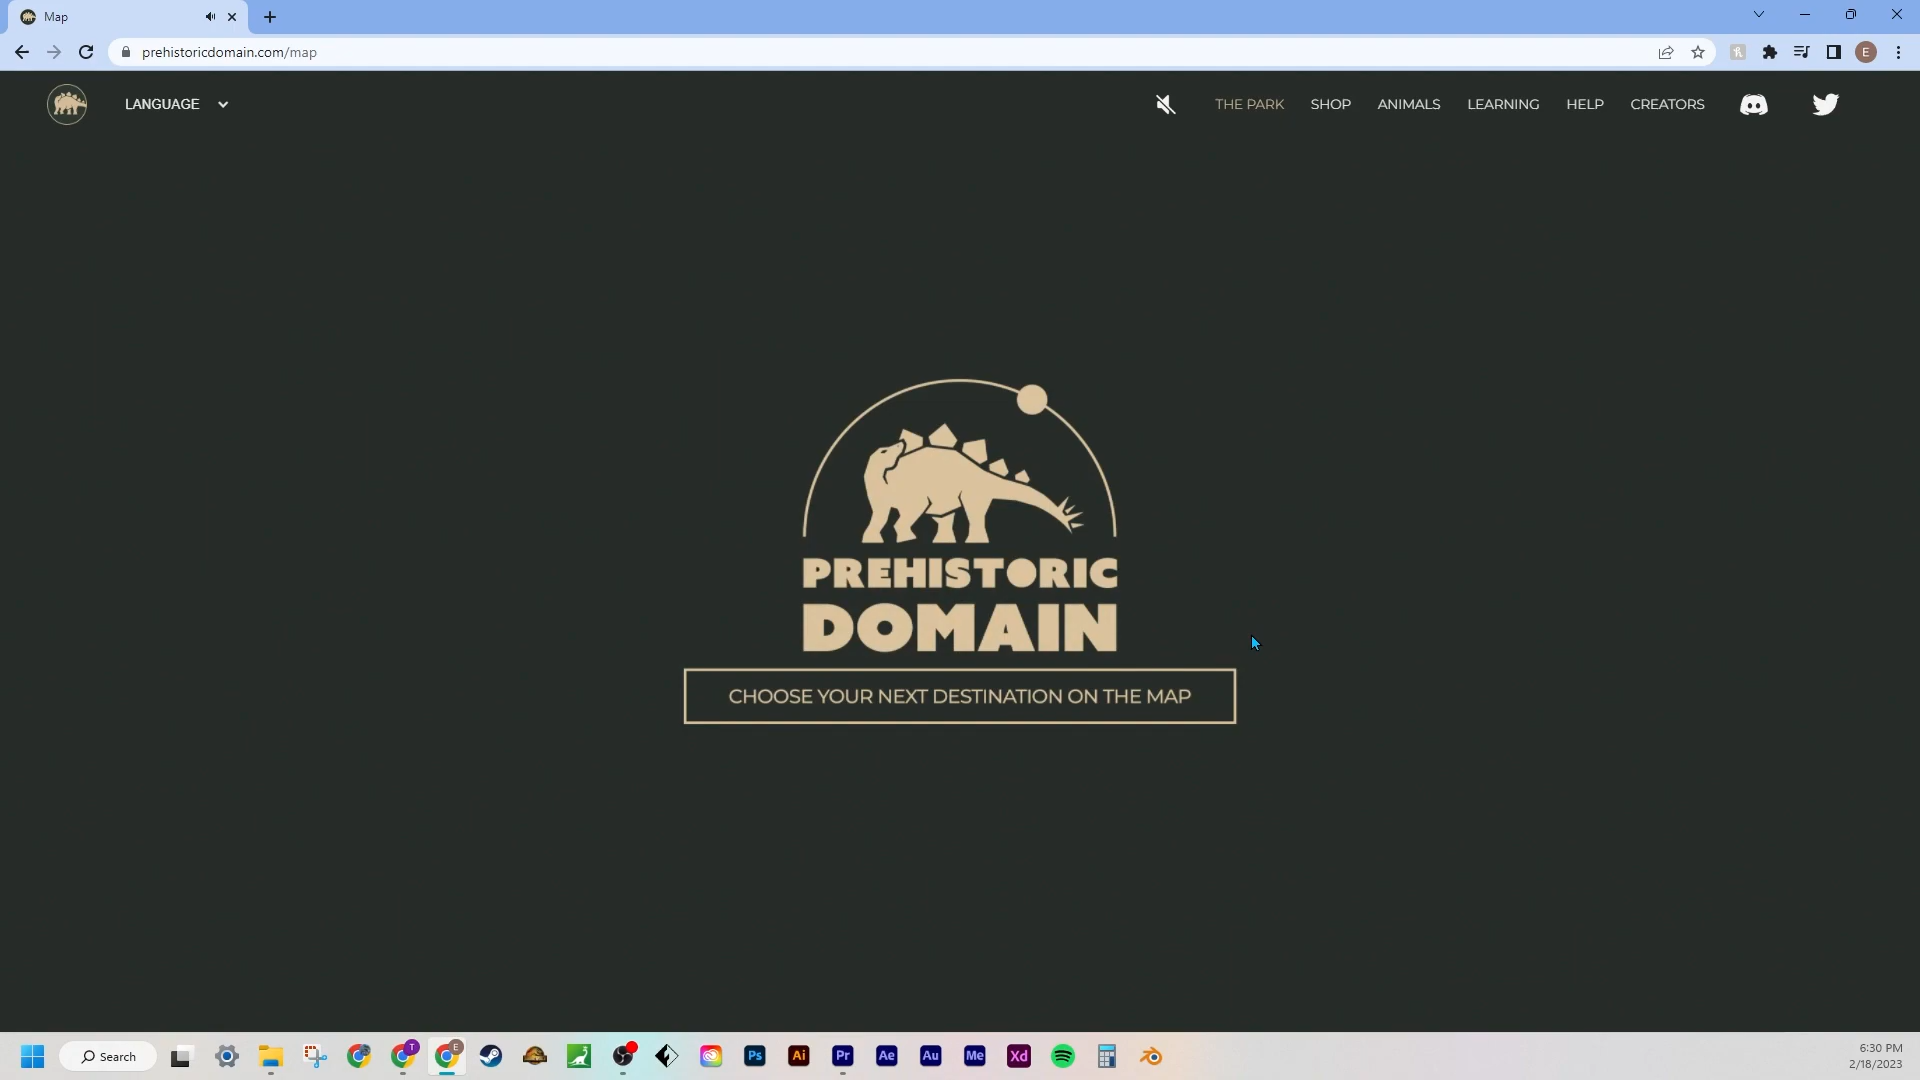 Map
prehistoricdomain.com/map
E
LANGUAGE
THE PARK SHOP ANIMALS LEARNING HELP CREATORS
PREHISTORIC
DOMAIN
CHOOSE YOUR NEXT DESTINATION ON THE MAP
Search
T
E
Ps
Ai
Pr
Ae
Au
Me
Xd
6:30 PM
2/18/2023